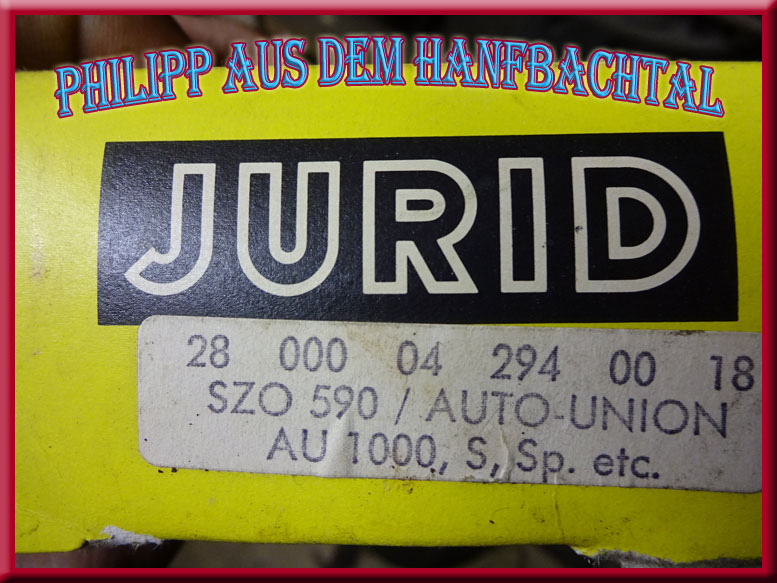 PHILIPP AUS DEM HANFBACHTAL
JURID
28 000 04 294 00 18
SZO 590 / AUTO-UNION
AU 1000, S, Sp. etc.